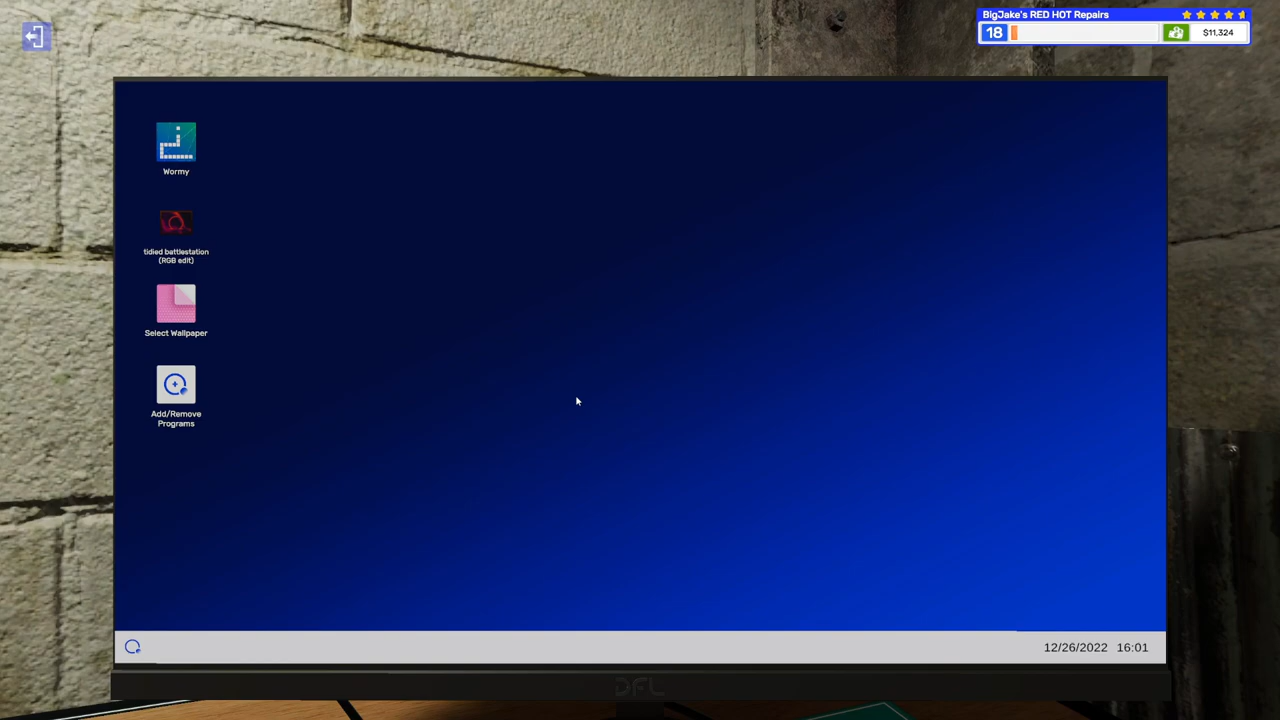 BigJake's RED HOT Repairs
18
$11,324
Wormy
tidied battlestation
(RGB edit)
Select Wallpaper
Add/Remove
Programs
12/26/2022 16:01
DFL